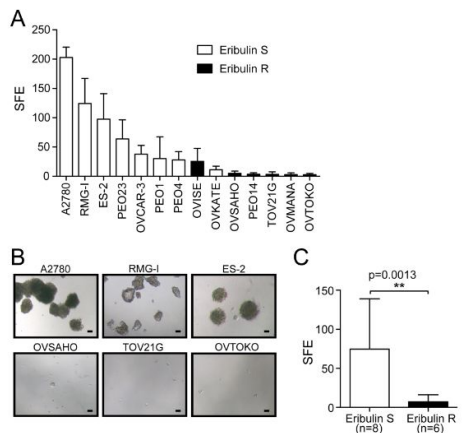 A
SFE
250
200
150
100
50
0
Eribulin S
Eribulin R
A2780
RMG-I
ES-2
PEO23
OVCAR-3
PEO1
PEO4
OVISE
OVKATE
OVSAHO
PEO14
TOV21G
OVMANA
OVTOKO
B
A2780 RMG-I ES-2
OVSAHO TOV21G OVTOKO
C
p=0.0013
**
SFE
150
100
50
0
Eribulin S Eribulin R
(n=8) (n=6)